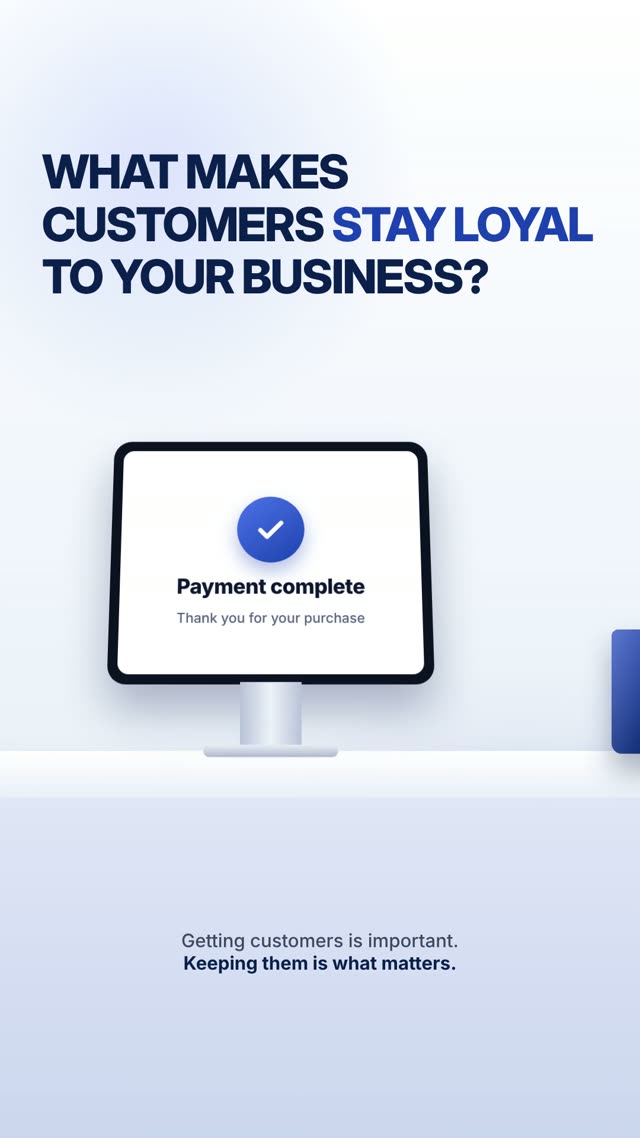 WHAT MAKES
CUSTOMERS STAY LOYAL
TO YOUR BUSINESS?
Payment complete
Thank you for your purchase
Getting customers is important.
Keeping them is what matters.